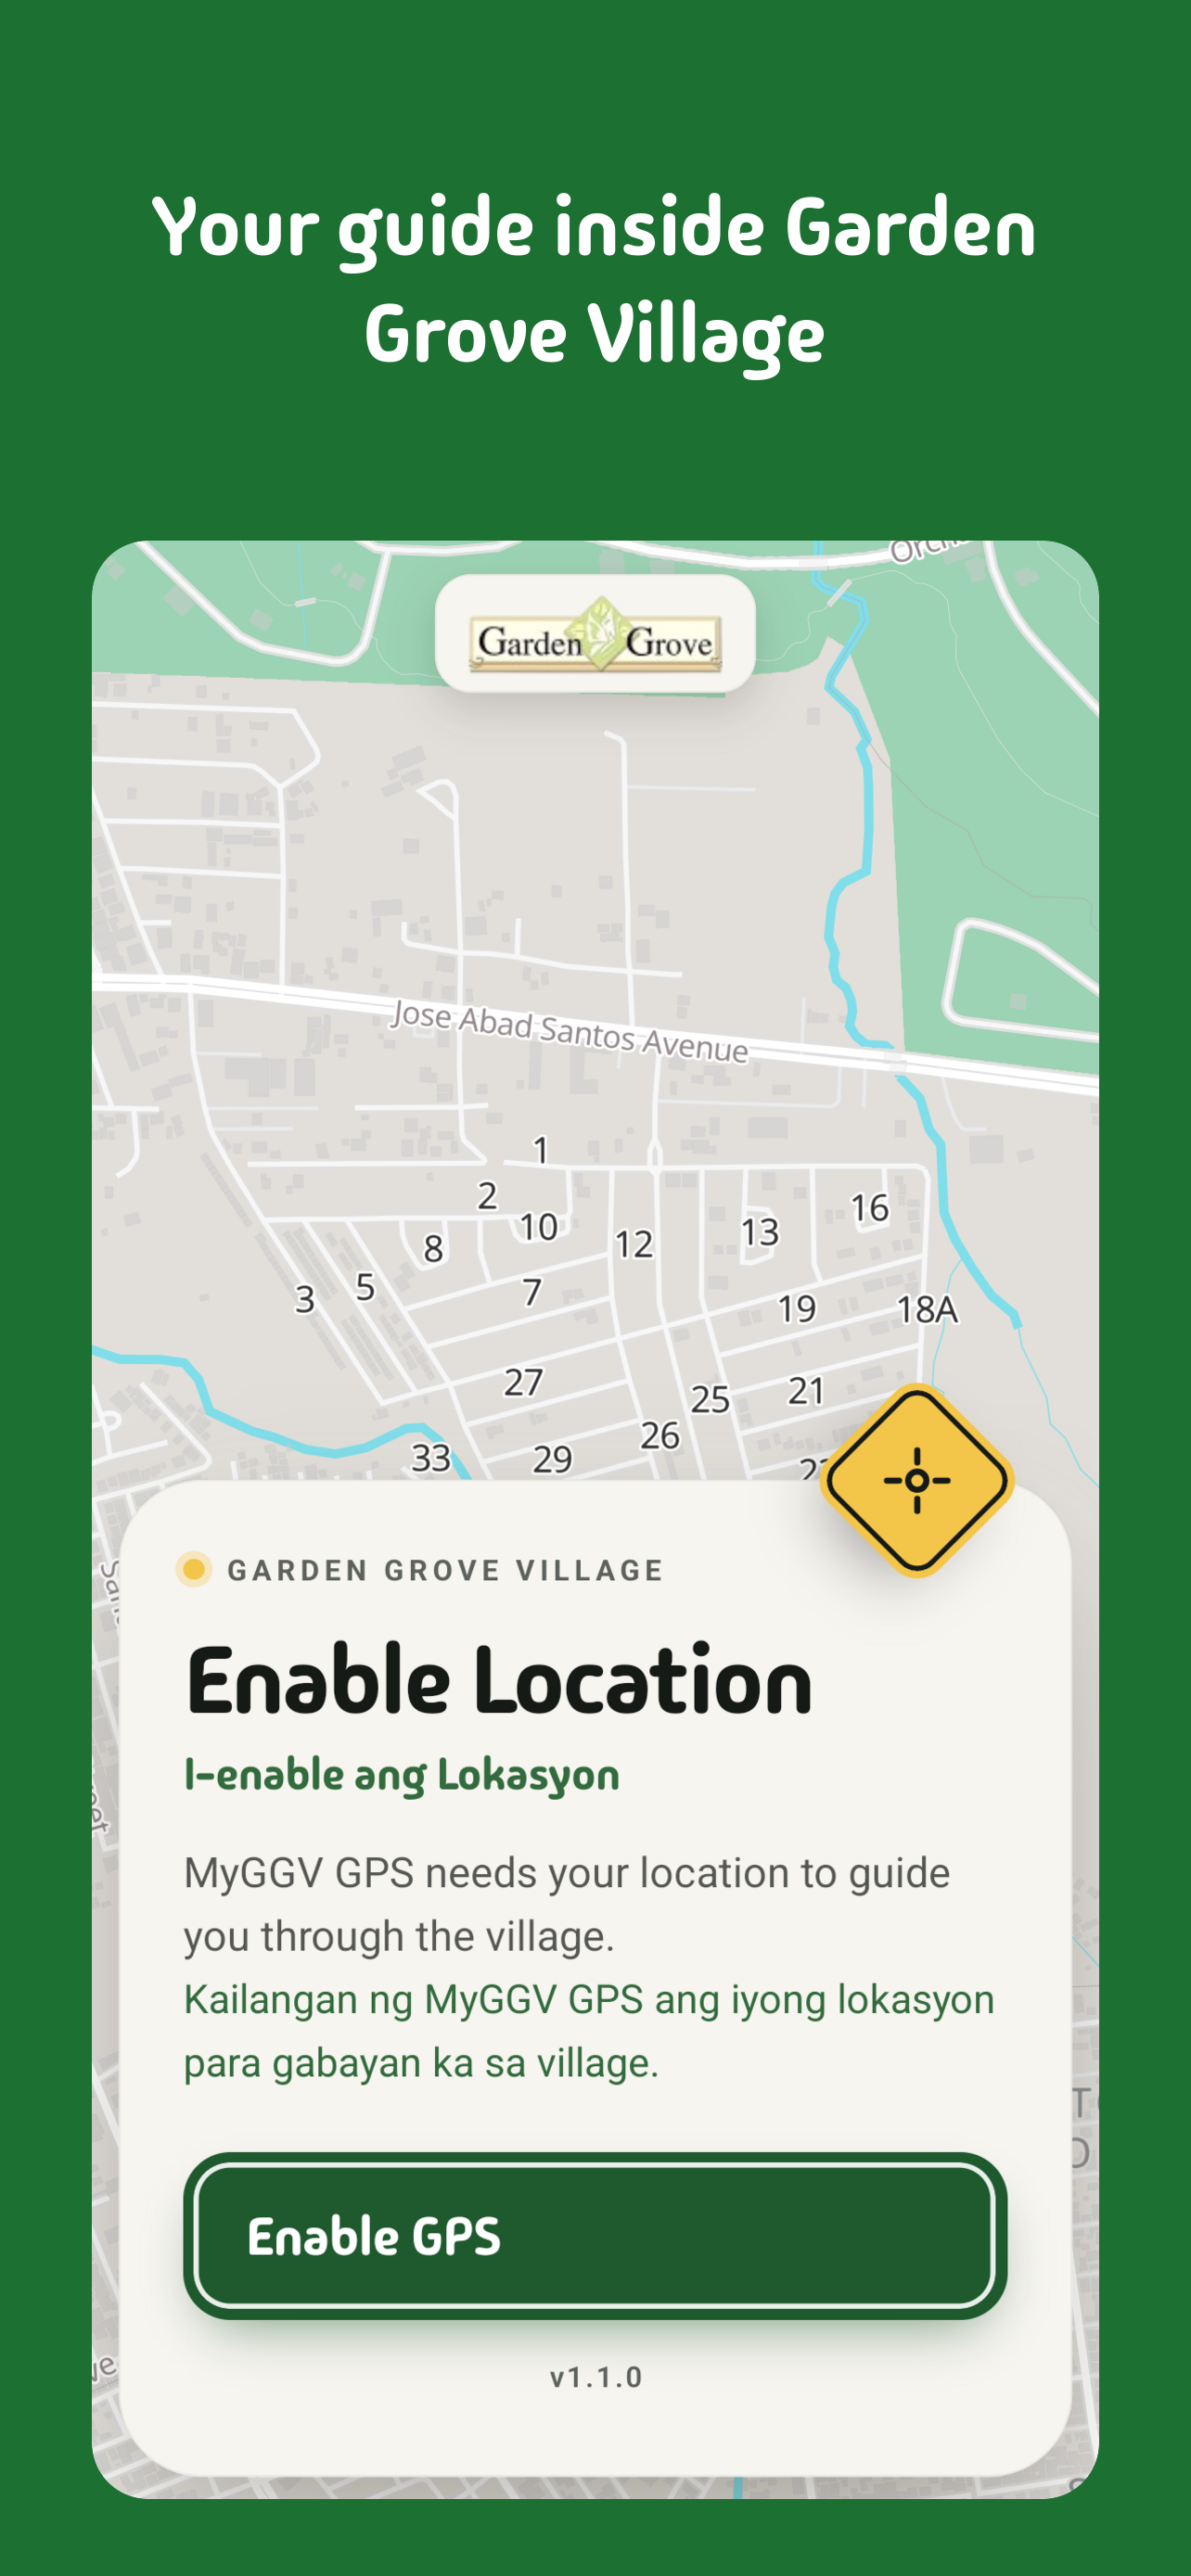 Your guide inside Garden
Grove Village
Garden Grove
Jose Abad Santos Avenue
1
2
10
16
8
12
13
3
5
7
19
18A
27
25
21
26
33
29
GARDEN GROVE VILLAGE
Enable Location
I-enable ang Lokasyon
MyGGV GPS needs your location to guide
you through the village.
Kailangan ng MyGGV GPS ang iyong lokasyon
para gabayan ka sa village.
Enable GPS
v1.1.0